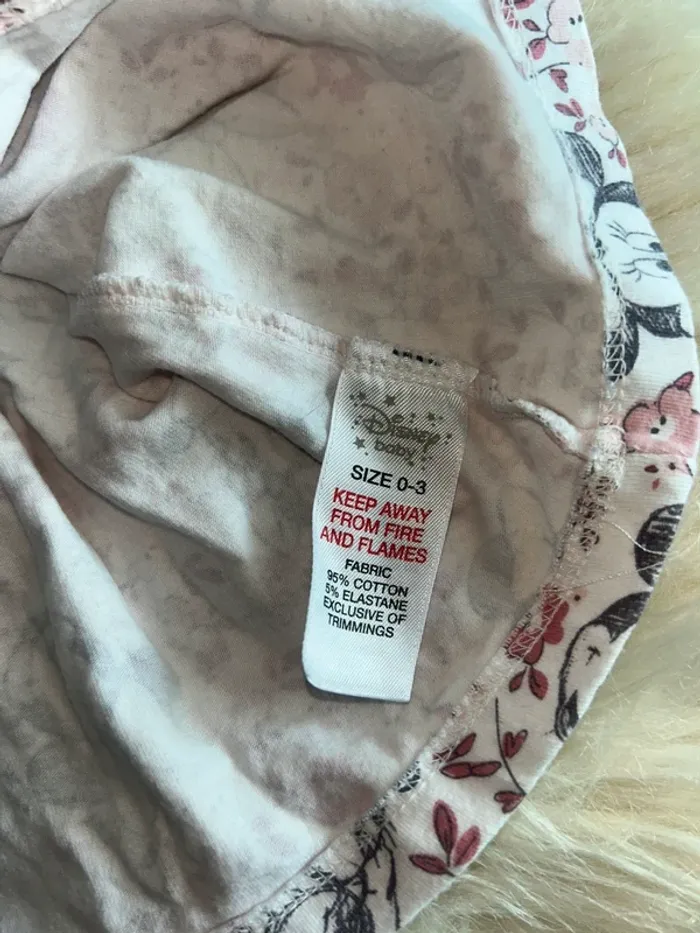 Disney
baby
SIZE 0-3
KEEP AWAY
FROM FIRE
AND FLAMES
FABRIC
95% COTTON
5% ELASTANE
EXCLUSIVE OF
TRIMMINGS